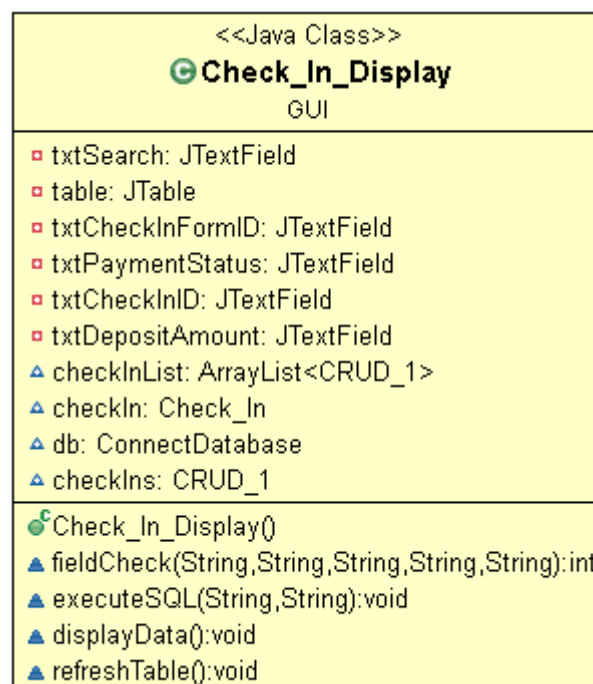 <<Java Class>>
Check_In_Display
GUI
txtSearch: JTextField
table: JTable
txtCheckInFormID: JTextField
txtPaymentStatus: JTextField
txtCheckInID: JTextField
txtDepositAmount: JTextField
checkInList: ArrayList<CRUD_1>
checkIn: Check_In
db: ConnectDatabase
checkIns: CRUD_1
Check_In_Display()
fieldCheck(String,String,String,String,String):int
executeSQL(String,String):void
displayData():void
refreshTable():void